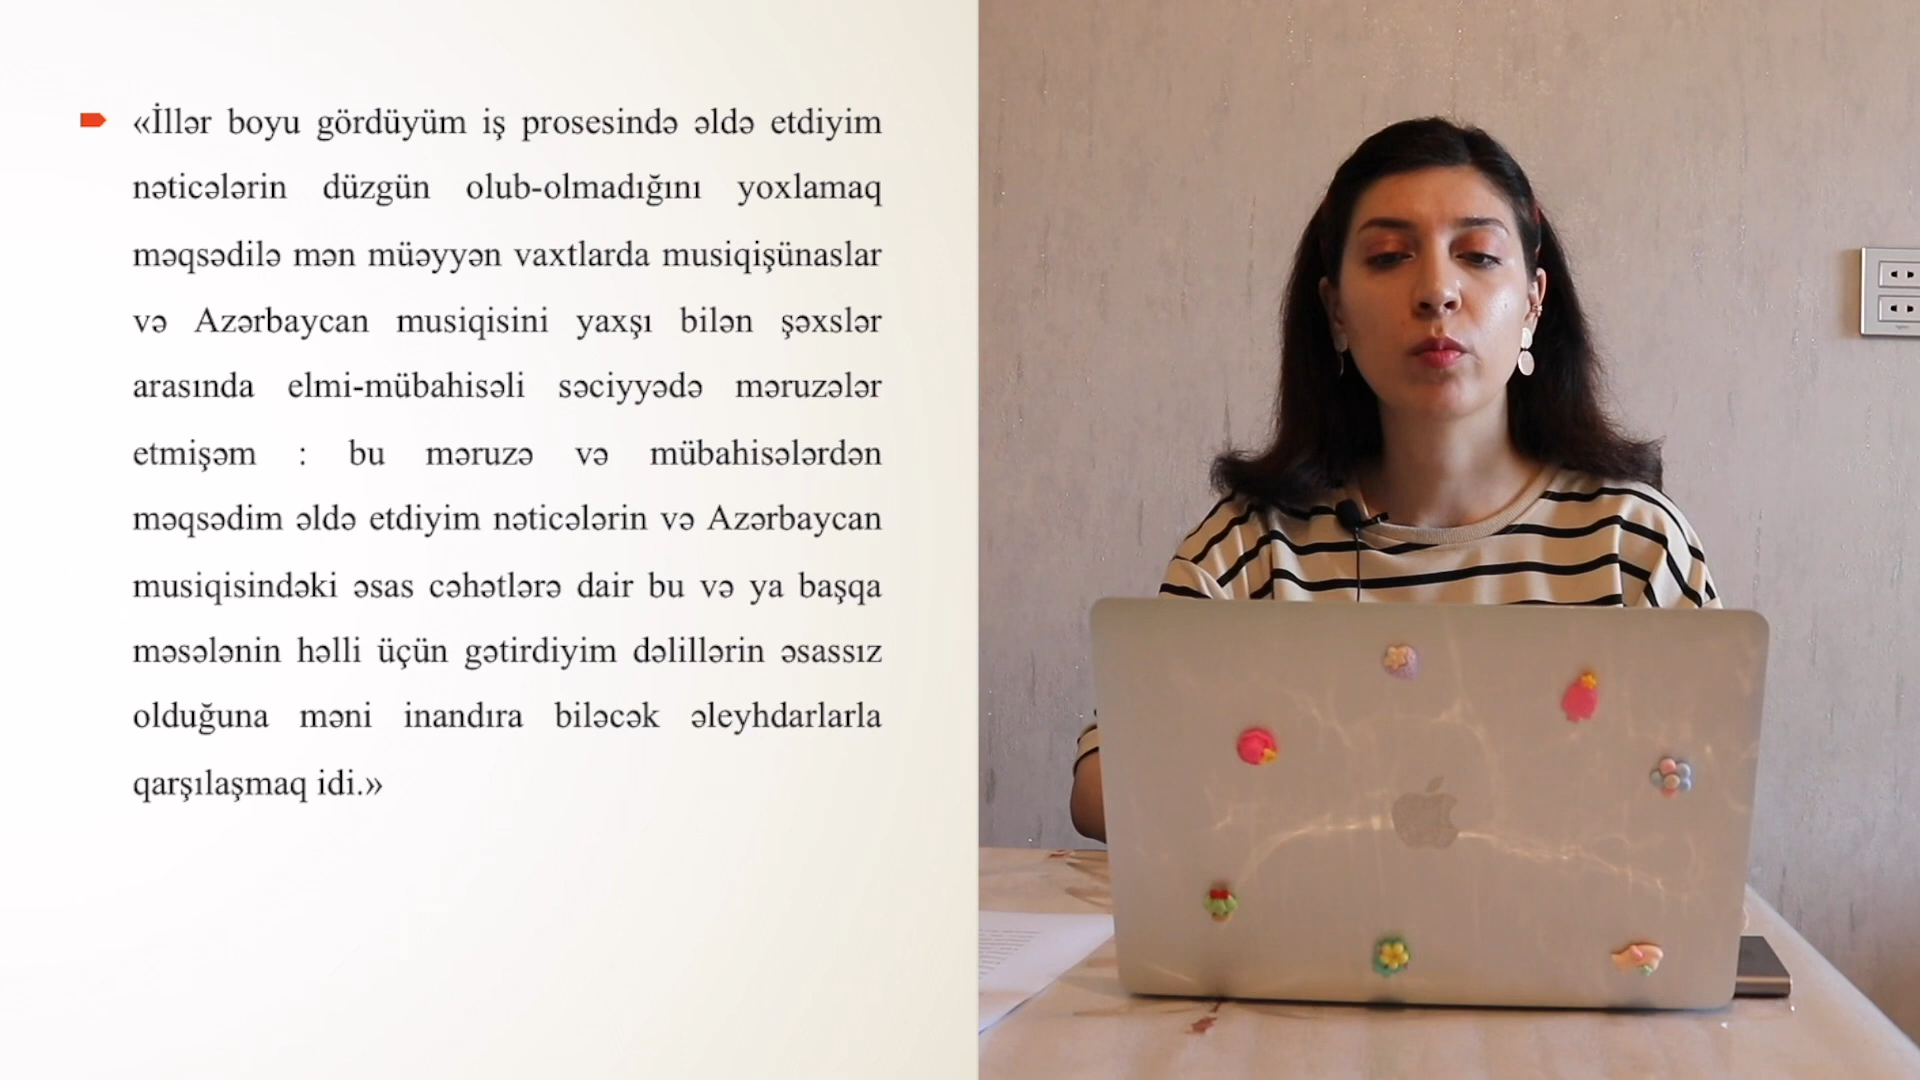 «İllər boyu gördüyüm iş prosesində əldə etdiyim
nəticələrin düzgün olub-olmadığını yoxlamaq
məqsədilə mən müəyyən vaxtlarda musiqişünaslar
və Azərbaycan musiqisini yaxşı bilən şəxslər
arasında elmi-mübahisəli səciyyədə məruzələr
etmişəm : bu məruzə və mübahisələrdən
məqsədim əldə etdiyim nəticələrin və Azərbaycan
musiqisindəki əsas cəhətlərə dair bu və ya başqa
məsələnin həlli üçün gətirdiyim dəlillərin əsassız
olduğuna məni inandıra biləcək əleyhdarlarla
qarşılaşmaq idi.»